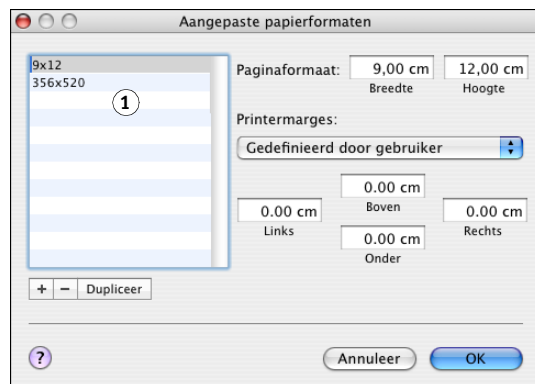 Aangepaste papierformaten
9x12
356x520
1
Paginaformaat: 9,00 cm 12,00 cm
Breedte Hoogte
Printermarges:
Gedefinieerd door gebruiker
0.00 cm
Boven
0.00 cm 0.00 cm
Links Rechts
0.00 cm
Onder
+ − Dupliceer
? Annuleer OK